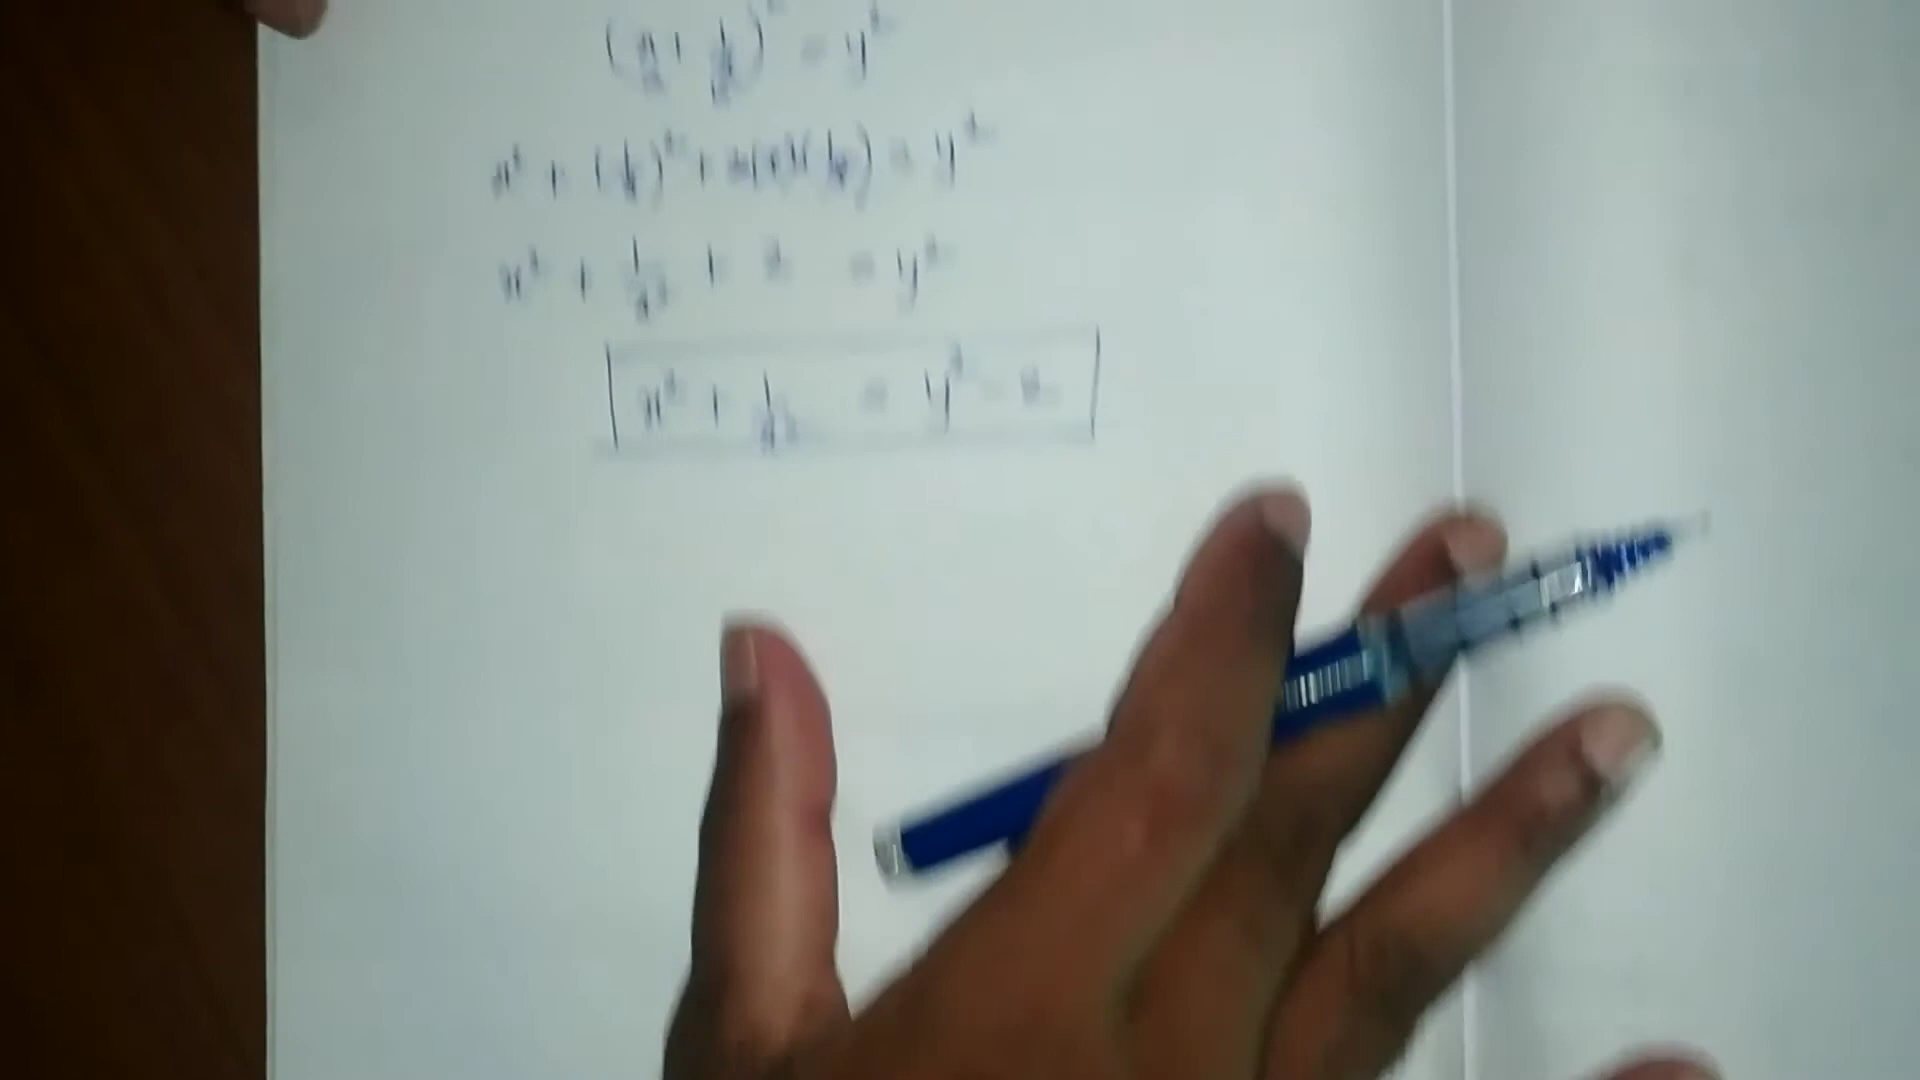 (x + 1/x)² = y²
x² + (1/x)² + 2(x)(1/x) = y²
x² + 1/x² + 2 = y²
x² + 1/x² = y² - 2